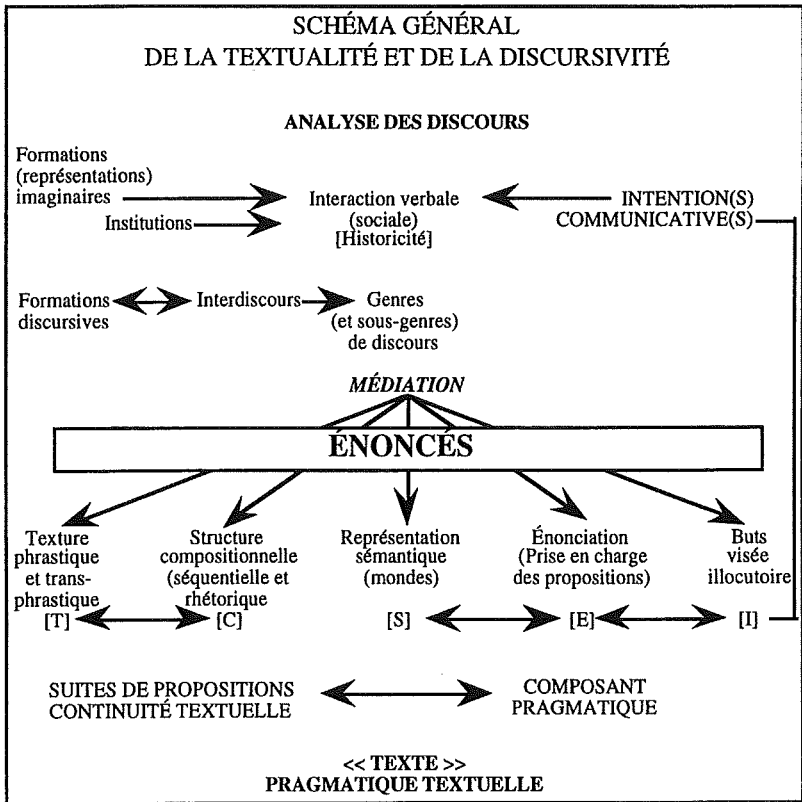 SCHÉMA GÉNÉRAL
DE LA TEXTUALITÉ ET DE LA DISCURSIVITÉ
ANALYSE DES DISCOURS
Formations
(représentations)
imaginaires
Institutions
Interaction verbale
(sociale)
[Historicité]
INTENTION(S)
COMMUNICATIVE(S)
Formations
discursives
Interdiscours
Genres
(et sous-genres)
de discours
MÉDIATION
ÉNONCÉS
Texture
phrastique
et trans-
phrastique
[T]
Structure
compositionnelle
(séquentielle et
rhétorique
[C]
Représentation
sémantique
(mondes)
[S]
Énonciation
(Prise en charge
des propositions)
[E]
Buts
visée
illocutoire
[I]
SUITES DE PROPOSITIONS
CONTINUITÉ TEXTUELLE
COMPOSANT
PRAGMATIQUE
<< TEXTE >>
PRAGMATIQUE TEXTUELLE